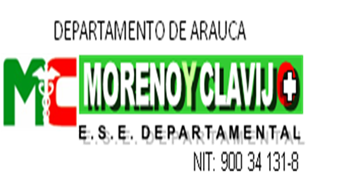 DEPARTAMENTO DE ARAUCA
MC MORENOYCLAVIJO
E.S.E. DEPARTAMENTAL
NIT: 900 34 131-8